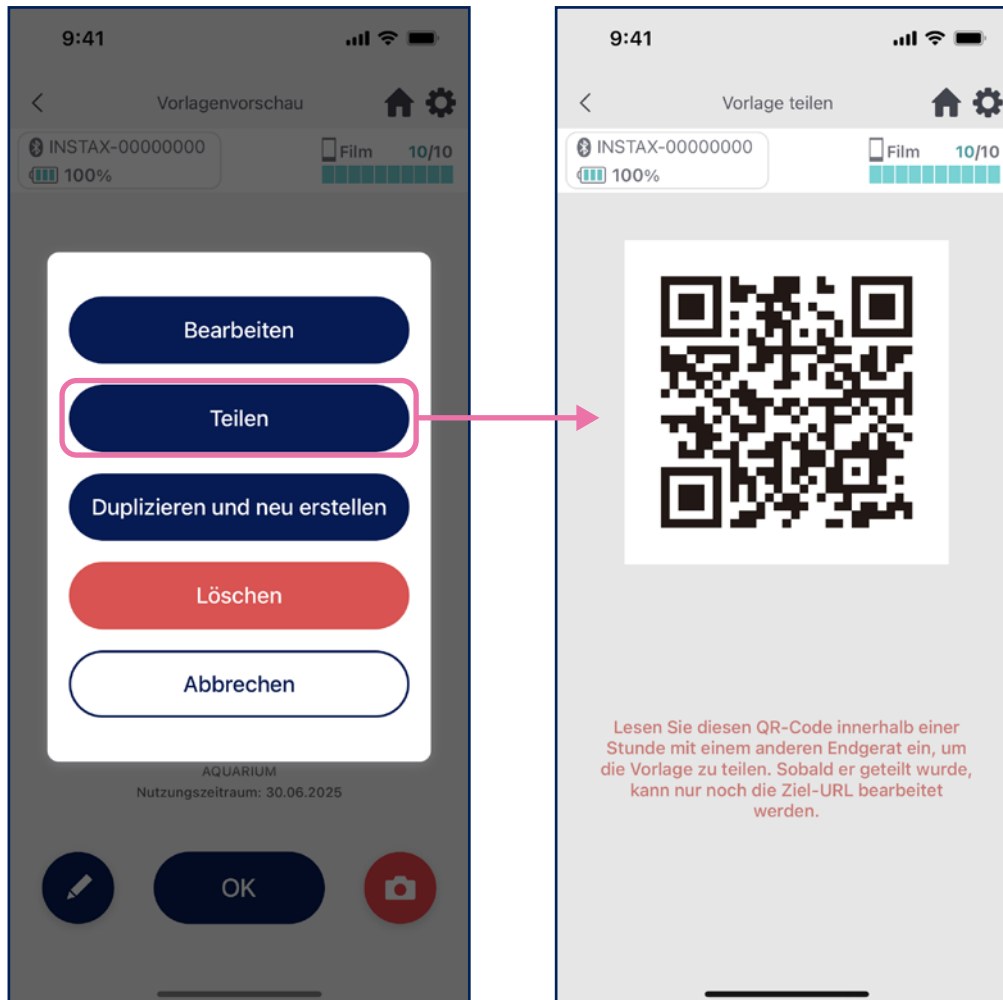 9:41
Vorlagenvorschau
INSTAX-00000000
100%
Film 10/10
Bearbeiten
Teilen
Duplizieren und neu erstellen
Löschen
Abbrechen
AQUARIUM
Nutzungszeitraum: 30.06.2025
OK
9:41
Vorlage teilen
INSTAX-00000000
100%
Film 10/10
Lesen Sie diesen QR-Code innerhalb einer
Stunde mit einem anderen Endgerat ein, um
die Vorlage zu teilen. Sobald er geteilt wurde,
kann nur noch die Ziel-URL bearbeitet
werden.